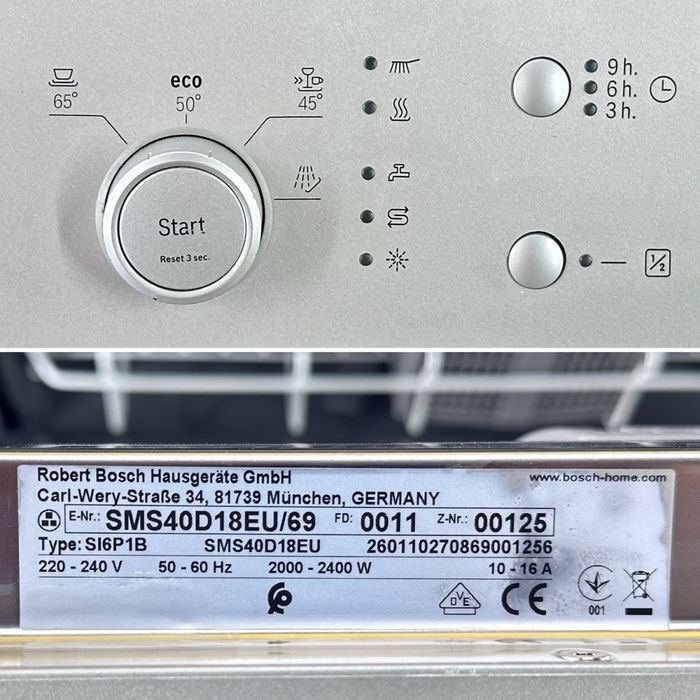 65°
eco
50°
45°
Start
Reset 3 sec.
9 h.
6 h.
3 h.
1/2
Robert Bosch Hausgeräte GmbH
www.bosch-home.com
Carl-Wery-Straße 34, 81739 München, GERMANY
E-Nr.: SMS40D18EU/69 FD: 0011 Z-Nr.: 00125
Type: SI6P1B SMS40D18EU 260110270869001256
220 - 240 V 50 - 60 Hz 2000 - 2400 W 10 - 16 A
DVE CE 001